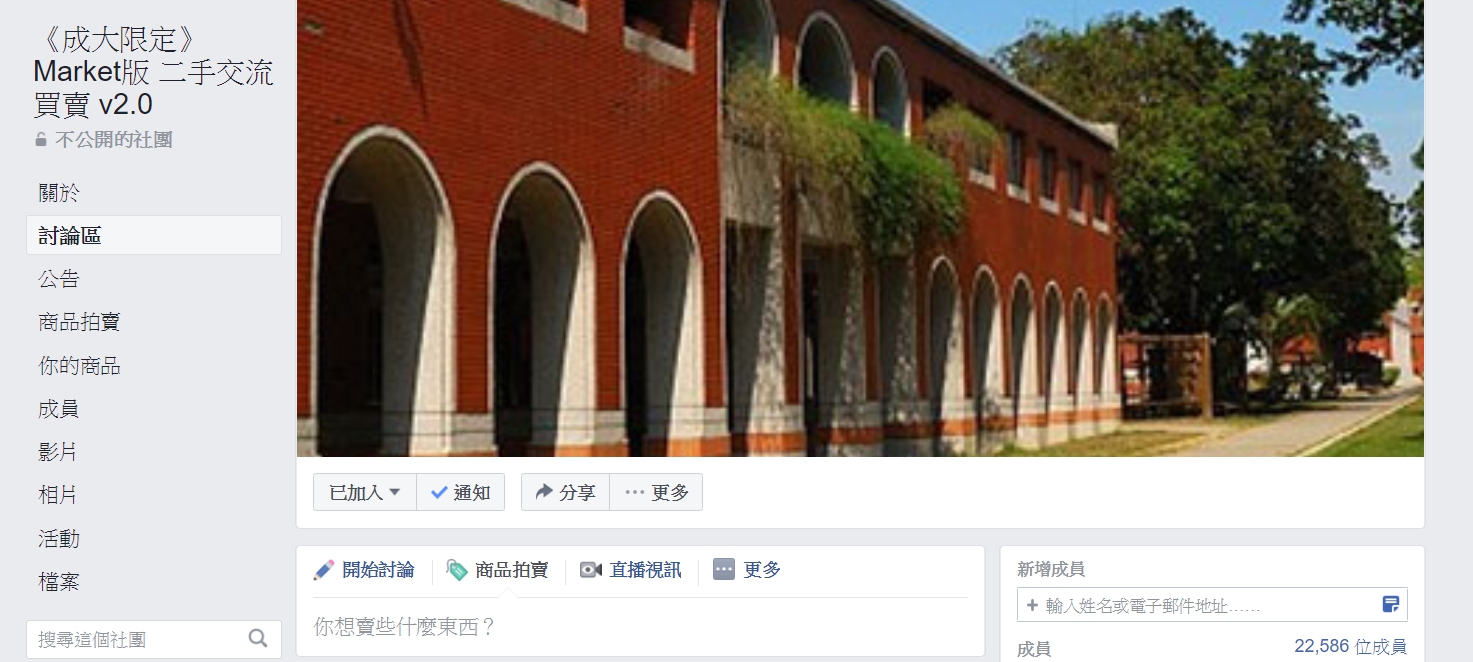 《成大限定》
Market版 二手交流
買賣 v2.0
不公開的社團
關於
討論區
公告
商品拍賣
你的商品
成員
影片
相片
活動
檔案
搜尋這個社團
已加入 通知 分享 更多
開始討論 商品拍賣 直播視訊 更多
你想賣些什麼東西？
新增成員
輸入姓名或電子郵件地址……
成員 22,586 位成員